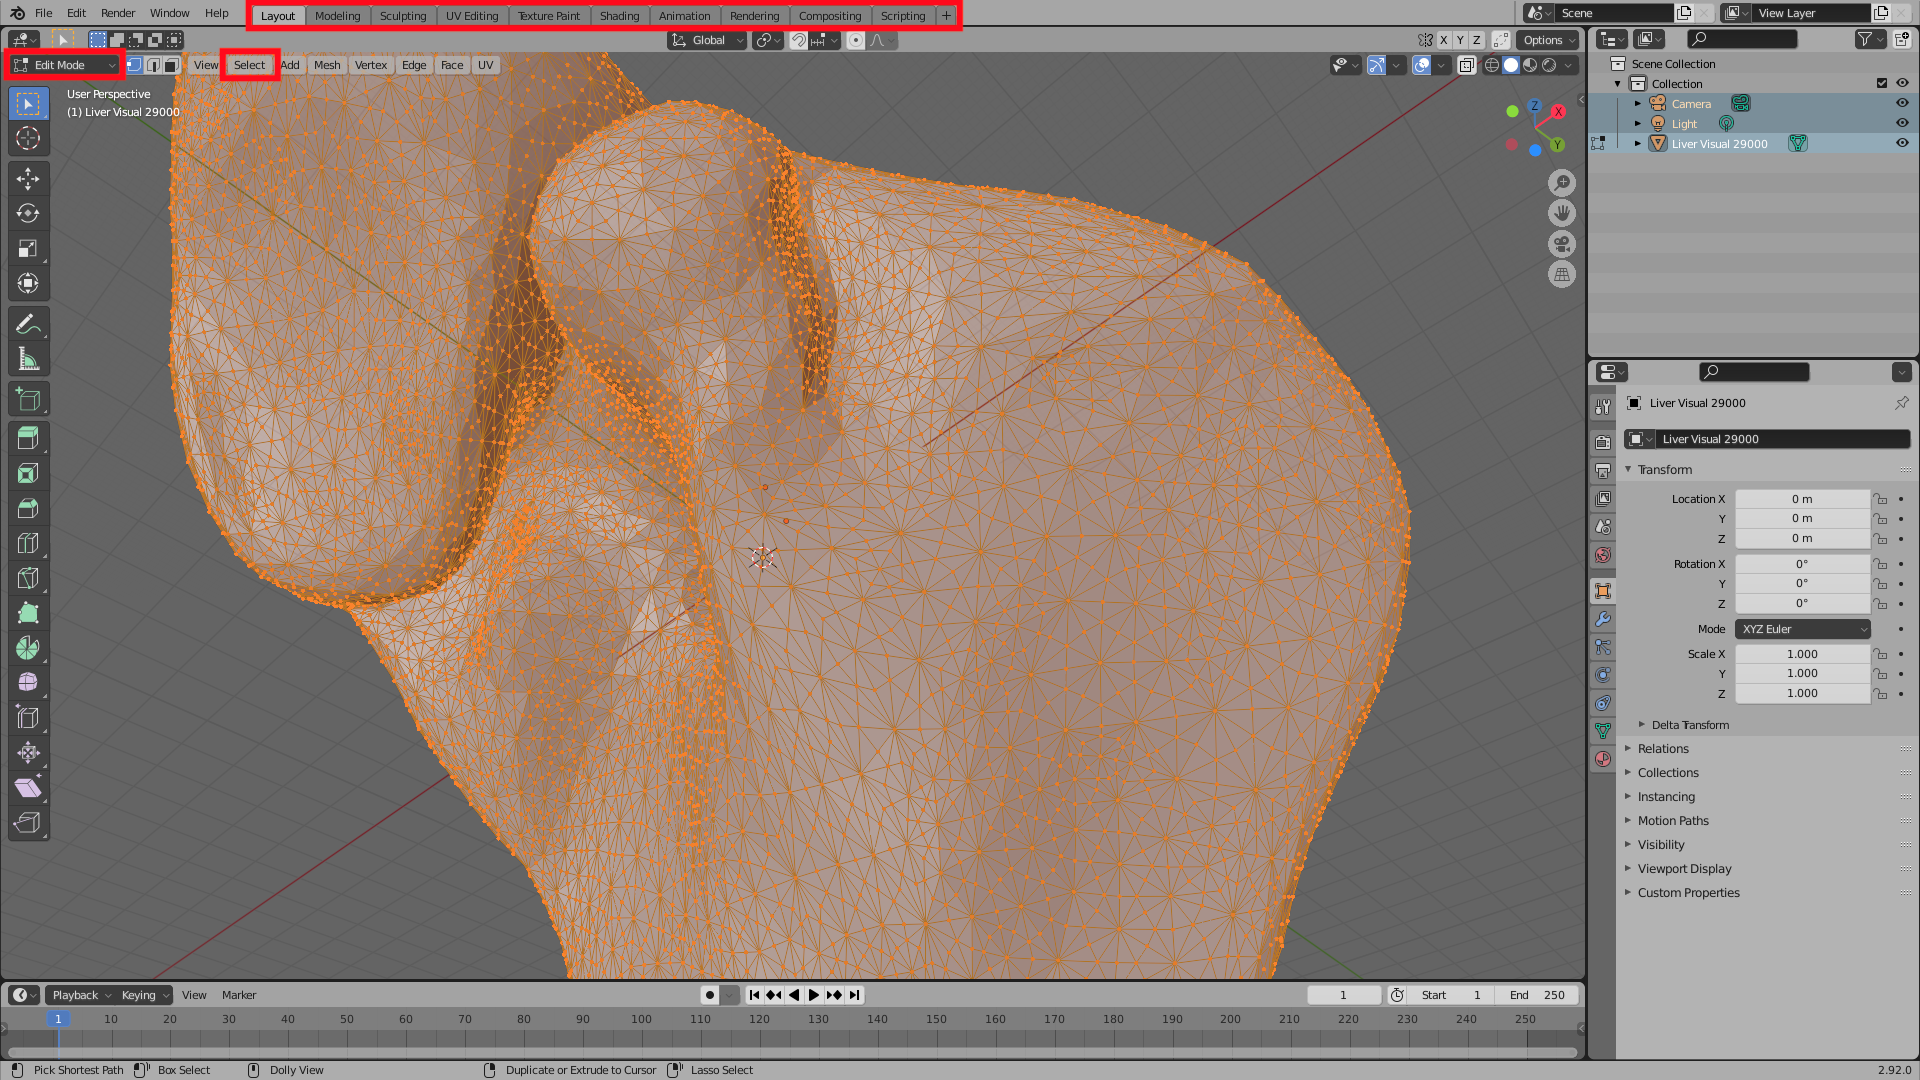 File Edit Render Window Help Layout Modeling Sculpting UV Editing Texture Paint Shading Animation Rendering Compositing Scripting + Scene View Layer
Global X Y Z Options
Edit Mode View Select Add Mesh Vertex Edge Face UV
User Perspective
(1) Liver Visual 29000
Z
X
Y
Scene Collection
Collection
Camera
Light
Liver Visual 29000
Liver Visual 29000
Liver Visual 29000
Transform
Location X 0 m
Y 0 m
Z 0 m
Rotation X 0°
Y 0°
Z 0°
Mode XYZ Euler
Scale X 1.000
Y 1.000
Z 1.000
Delta Transform
Relations
Collections
Instancing
Motion Paths
Visibility
Viewport Display
Custom Properties
Playback Keying View Marker 1 Start 1 End 250
1 10 20 30 40 50 60 70 80 90 100 110 120 130 140 150 160 170 180 190 200 210 220 230 240 250
Pick Shortest Path Box Select Dolly View Duplicate or Extrude to Cursor Lasso Select 2.92.0